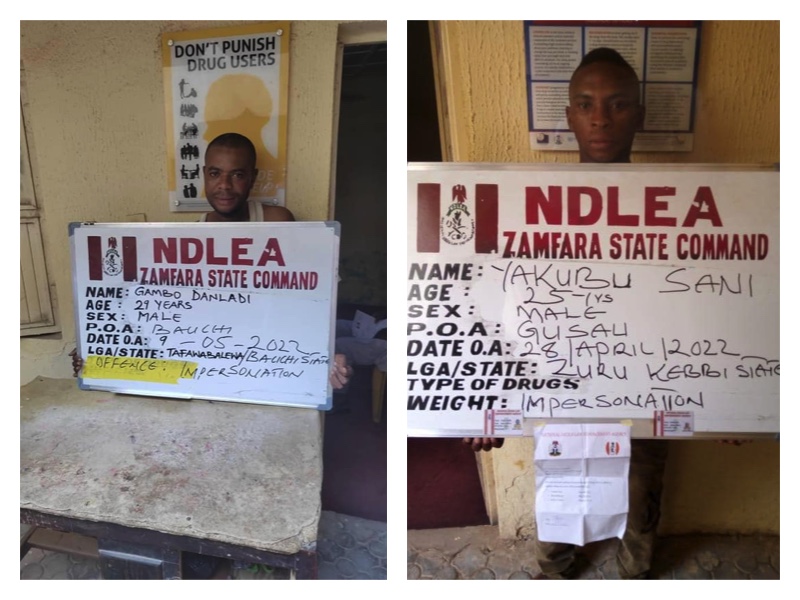 DON'T PUNISH
DRUG USERS
NDLEA
ZAMFARA STATE COMMAND
NAME: GAMBO DANLADI
AGE : 29 YEARS
SEX: MALE
P.O.A: BAUCHI
DATE O.A: 9 - 05 - 2022
LGA/STATE: TAFAWABALEWA/BAUCHI STATE
OFFENCE: IMPERSONATION
NDLEA
ZAMFARA STATE COMMAND
NAME: YAKUBU SANI
AGE : 25-yrs
SEX: MALE
P.O.A: GUSAU
DATE O.A: 28/APRIL/2022
LGA/STATE: ZURU KEBBI STATE
TYPE OF DRUGS
WEIGHT: IMPERSONATION